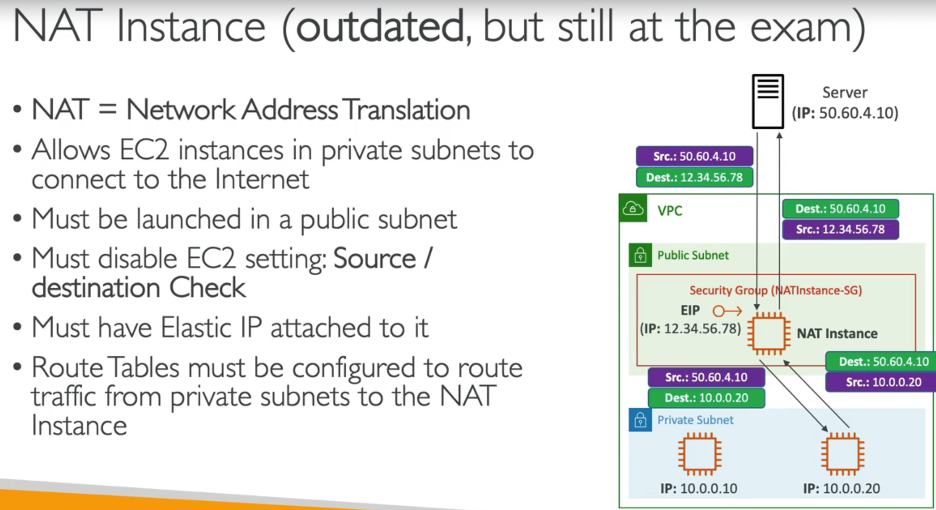 NAT Instance (outdated, but still at the exam)
• NAT = Network Address Translation
• Allows EC2 instances in private subnets to
connect to the Internet
• Must be launched in a public subnet
• Must disable EC2 setting: Source /
destination Check
• Must have Elastic IP attached to it
• Route Tables must be configured to route
traffic from private subnets to the NAT
Instance
Server
(IP: 50.60.4.10)
Src.: 50.60.4.10
Dest.: 12.34.56.78
VPC
Dest.: 50.60.4.10
Src.: 12.34.56.78
Public Subnet
Security Group (NATInstance-SG)
EIP
(IP: 12.34.56.78)
NAT Instance
Src.: 50.60.4.10
Dest.: 10.0.0.20
Dest.: 50.60.4.10
Src.: 10.0.0.20
Private Subnet
IP: 10.0.0.10
IP: 10.0.0.20